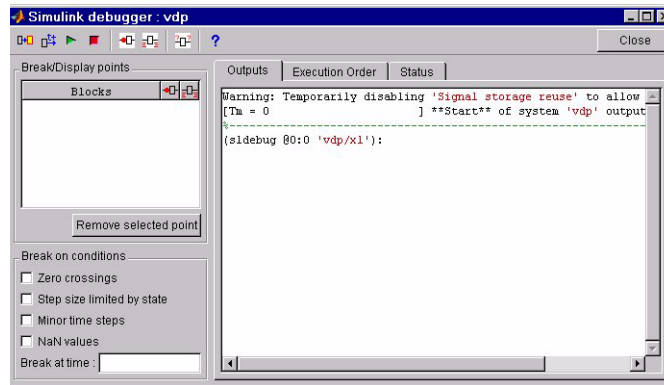 Simulink debugger : vdp
?
Close
Break/Display points
Blocks
Remove selected point
Break on conditions
Zero crossings
Step size limited by state
Minor time steps
NaN values
Break at time :
Outputs
Execution Order
Status
Warning: Temporarily disabling 'Signal storage reuse' to allow
[Tm = 0 ] **Start** of system 'vdp' output
%----------------------------------------------------------------
(sldebug @0:0 'vdp/x1'):